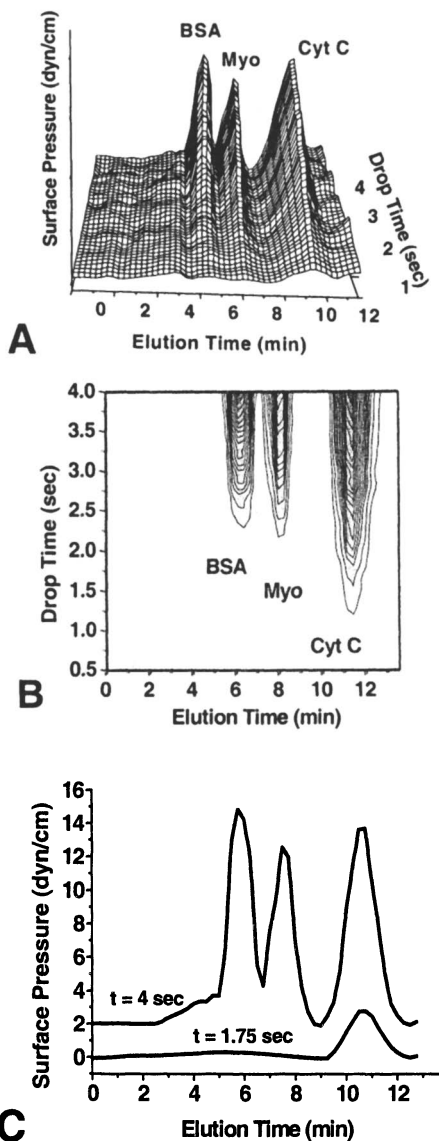 BSA
Myo
Cyt C
Surface Pressure (dyn/cm)
Drop Time (sec)
4
3
2
1
0 2 4 6 8 10 12
Elution Time (min)
A
4.0
3.5
3.0
2.5
2.0
1.5
1.0
0.5
Drop Time (sec)
BSA
Myo
Cyt C
0 2 4 6 8 10 12
Elution Time (min)
B
16
14
12
10
8
6
4
2
0
Surface Pressure (dyn/cm)
t = 4 sec
t = 1.75 sec
0 2 4 6 8 10 12
Elution Time (min)
C